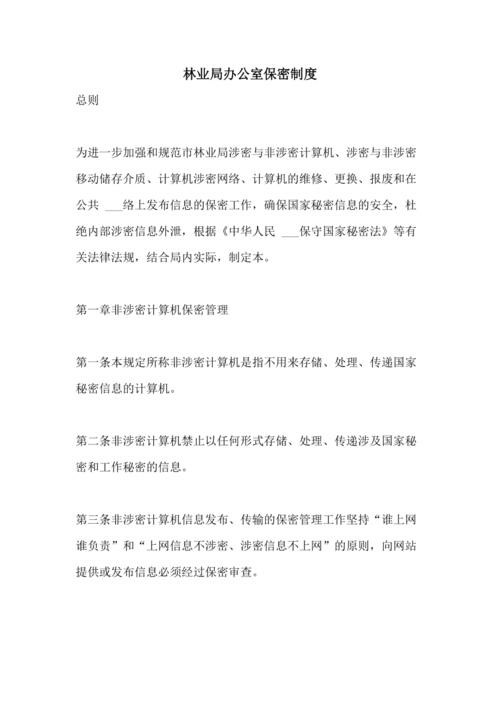 林业局办公室保密制度
总则
为进一步加强和规范市林业局涉密与非涉密计算机、涉密与非涉密
移动储存介质、计算机涉密网络、计算机的维修、更换、报废和在
公共 ___络上发布信息的保密工作，确保国家秘密信息的安全，杜
绝内部涉密信息外泄，根据《中华人民 ___保守国家秘密法》等有
关法律法规，结合局内实际，制定本。
第一章非涉密计算机保密管理
第一条本规定所称非涉密计算机是指不用来存储、处理、传递国家
秘密信息的计算机。
第二条非涉密计算机禁止以任何形式存储、处理、传递涉及国家秘
密和工作秘密的信息。
第三条非涉密计算机信息发布、传输的保密管理工作坚持“谁上网
谁负责”和“上网信息不涉密、涉密信息不上网”的原则，向网站
提供或发布信息必须经过保密审查。